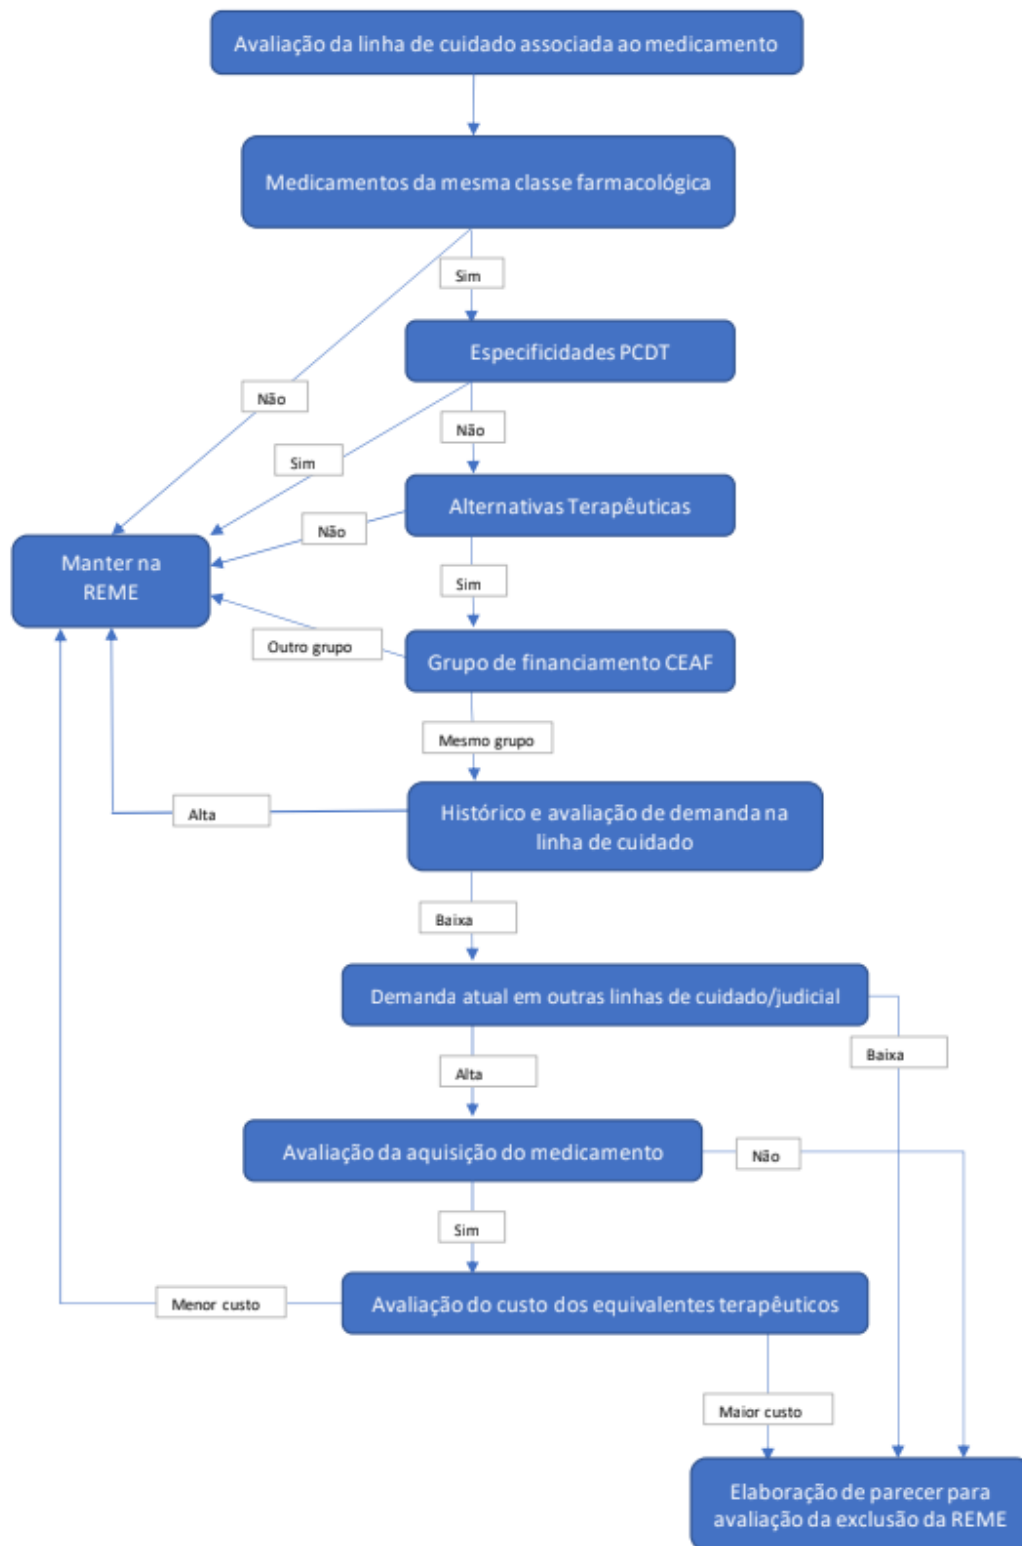 Avaliação da linha de cuidado associada ao medicamento
Medicamentos da mesma classe farmacológica
Sim
Especificidades PCDT
Não
Não
Sim
Alternativas Terapêuticas
Não
Manter na
REME
Sim
Outro grupo
Grupo de financiamento CEAF
Mesmo grupo
Histórico e avaliação de demanda na
linha de cuidado
Alta
Baixa
Demanda atual em outras linhas de cuidado/judicial
Baixa
Alta
Avaliação da aquisição do medicamento
Não
Sim
Avaliação do custo dos equivalentes terapêuticos
Menor custo
Maior custo
Elaboração de parecer para
avaliação da exclusão da REME